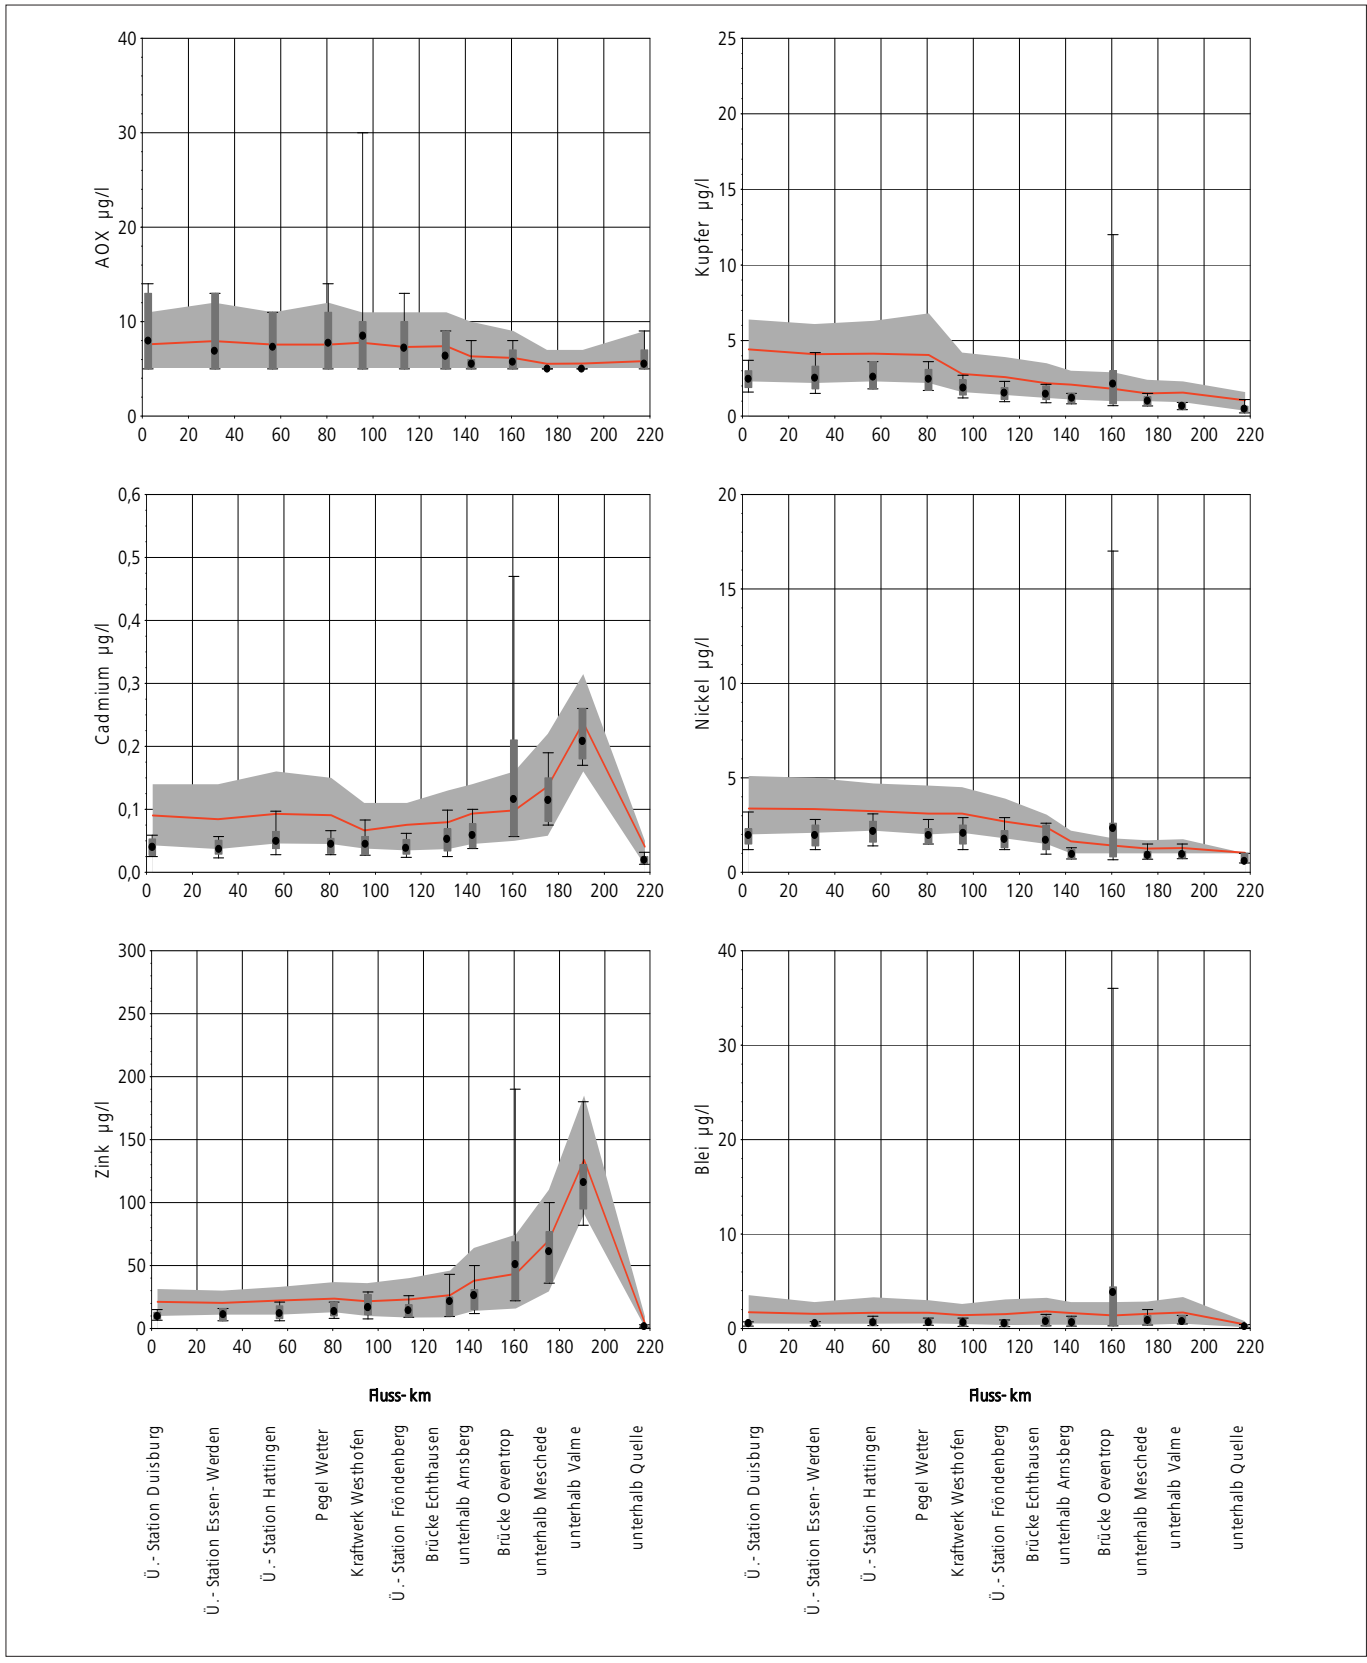 40
30
20
10
0
AOX µg/l
0 20 40 60 80 100 120 140 160 180 200 220
25
20
15
10
5
0
Kupfer µg/l
0 20 40 60 80 100 120 140 160 180 200 220
0,6
0,5
0,4
0,3
0,2
0,1
0,0
Cadmium µg/l
0 20 40 60 80 100 120 140 160 180 200 220
20
15
10
5
0
Nickel µg/l
0 20 40 60 80 100 120 140 160 180 200 220
300
250
200
150
100
50
0
Zink µg/l
0 20 40 60 80 100 120 140 160 180 200 220
Fluss-km
40
30
20
10
0
Blei µg/l
0 20 40 60 80 100 120 140 160 180 200 220
Fluss-km
Ü.-Station Duisburg
Ü.-Station Essen-Werden
Ü.-Station Hattingen
Pegel Wetter
Kraftwerk Westhofen
Ü.-Station Fröndenberg
Brücke Echthausen
unterhalb Arnsberg
Brücke Oeventrop
unterhalb Meschede
unterhalb Valme
unterhalb Quelle
Ü.-Station Duisburg
Ü.-Station Essen-Werden
Ü.-Station Hattingen
Pegel Wetter
Kraftwerk Westhofen
Ü.-Station Fröndenberg
Brücke Echthausen
unterhalb Arnsberg
Brücke Oeventrop
unterhalb Meschede
unterhalb Valme
unterhalb Quelle